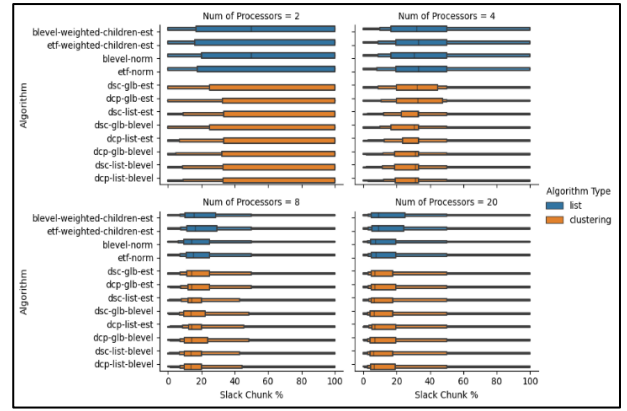 Num of Processors = 2
Num of Processors = 4
blevel-weighted-children-est
etf-weighted-children-est
blevel-norm
etf-norm
dsc-glb-est
dcp-glb-est
dsc-list-est
dsc-glb-blevel
dcp-list-est
dcp-glb-blevel
dsc-list-blevel
dcp-list-blevel
Algorithm
Algorithm Type
list
clustering
Num of Processors = 8
Num of Processors = 20
blevel-weighted-children-est
etf-weighted-children-est
blevel-norm
etf-norm
dsc-glb-est
dcp-glb-est
dsc-list-est
dsc-glb-blevel
dcp-list-est
dcp-glb-blevel
dsc-list-blevel
dcp-list-blevel
Algorithm
0 20 40 60 80 100
0 20 40 60 80 100
Slack Chunk %
Slack Chunk %